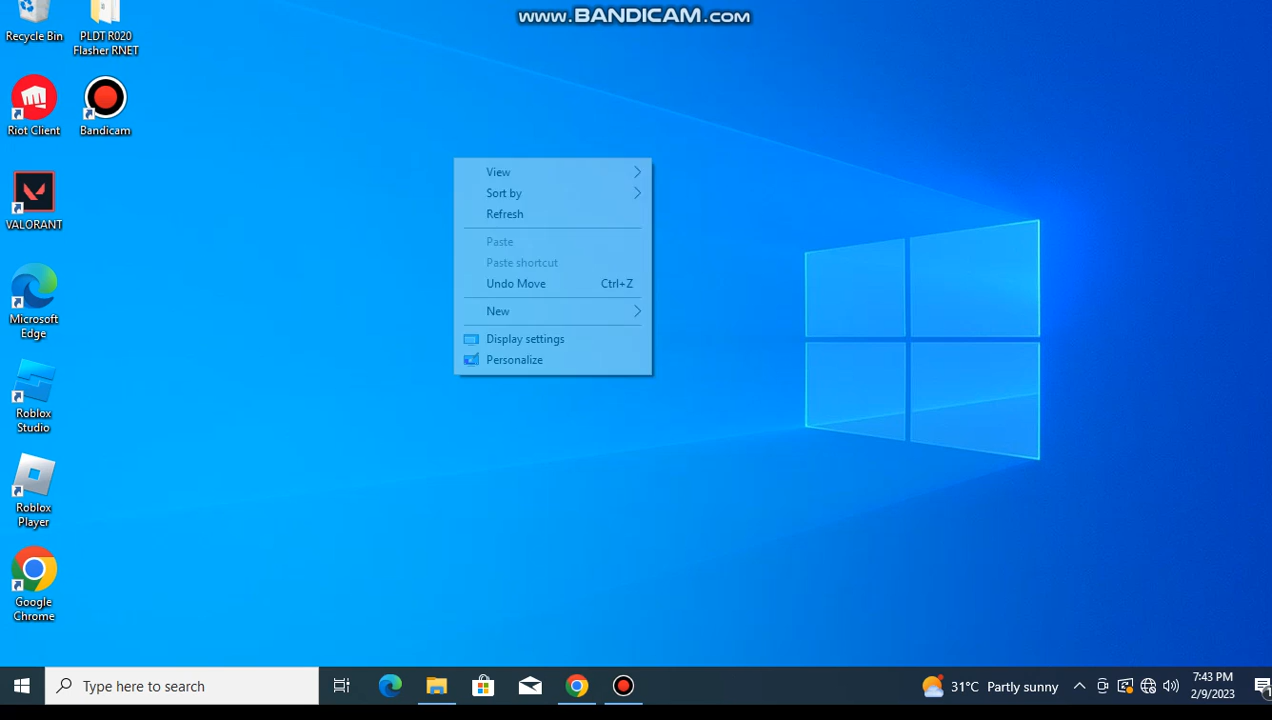 www.BANDICAM.com
Recycle Bin
PLDT R020
Flasher RNET
Riot Client
Bandicam
VALORANT
Microsoft
Edge
Roblox
Studio
Roblox
Player
Google
Chrome
View
Sort by
Refresh
Paste
Paste shortcut
Undo Move Ctrl+Z
New
Display settings
Personalize
Type here to search
31°C Partly sunny
7:43 PM
2/9/2023
1